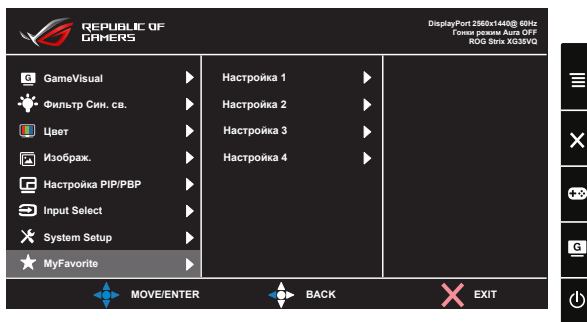 REPUBLIC OF
GAMERS
DisplayPort 2560x1440@ 60Hz
Гонки режим Aura OFF
ROG Strix XG35VQ
G GameVisual
Фильтр Син. св.
Цвет
Изображ.
Настройка PIP/PBP
Input Select
System Setup
MyFavorite
Настройка 1
Настройка 2
Настройка 3
Настройка 4
G
MOVE/ENTER
BACK
EXIT